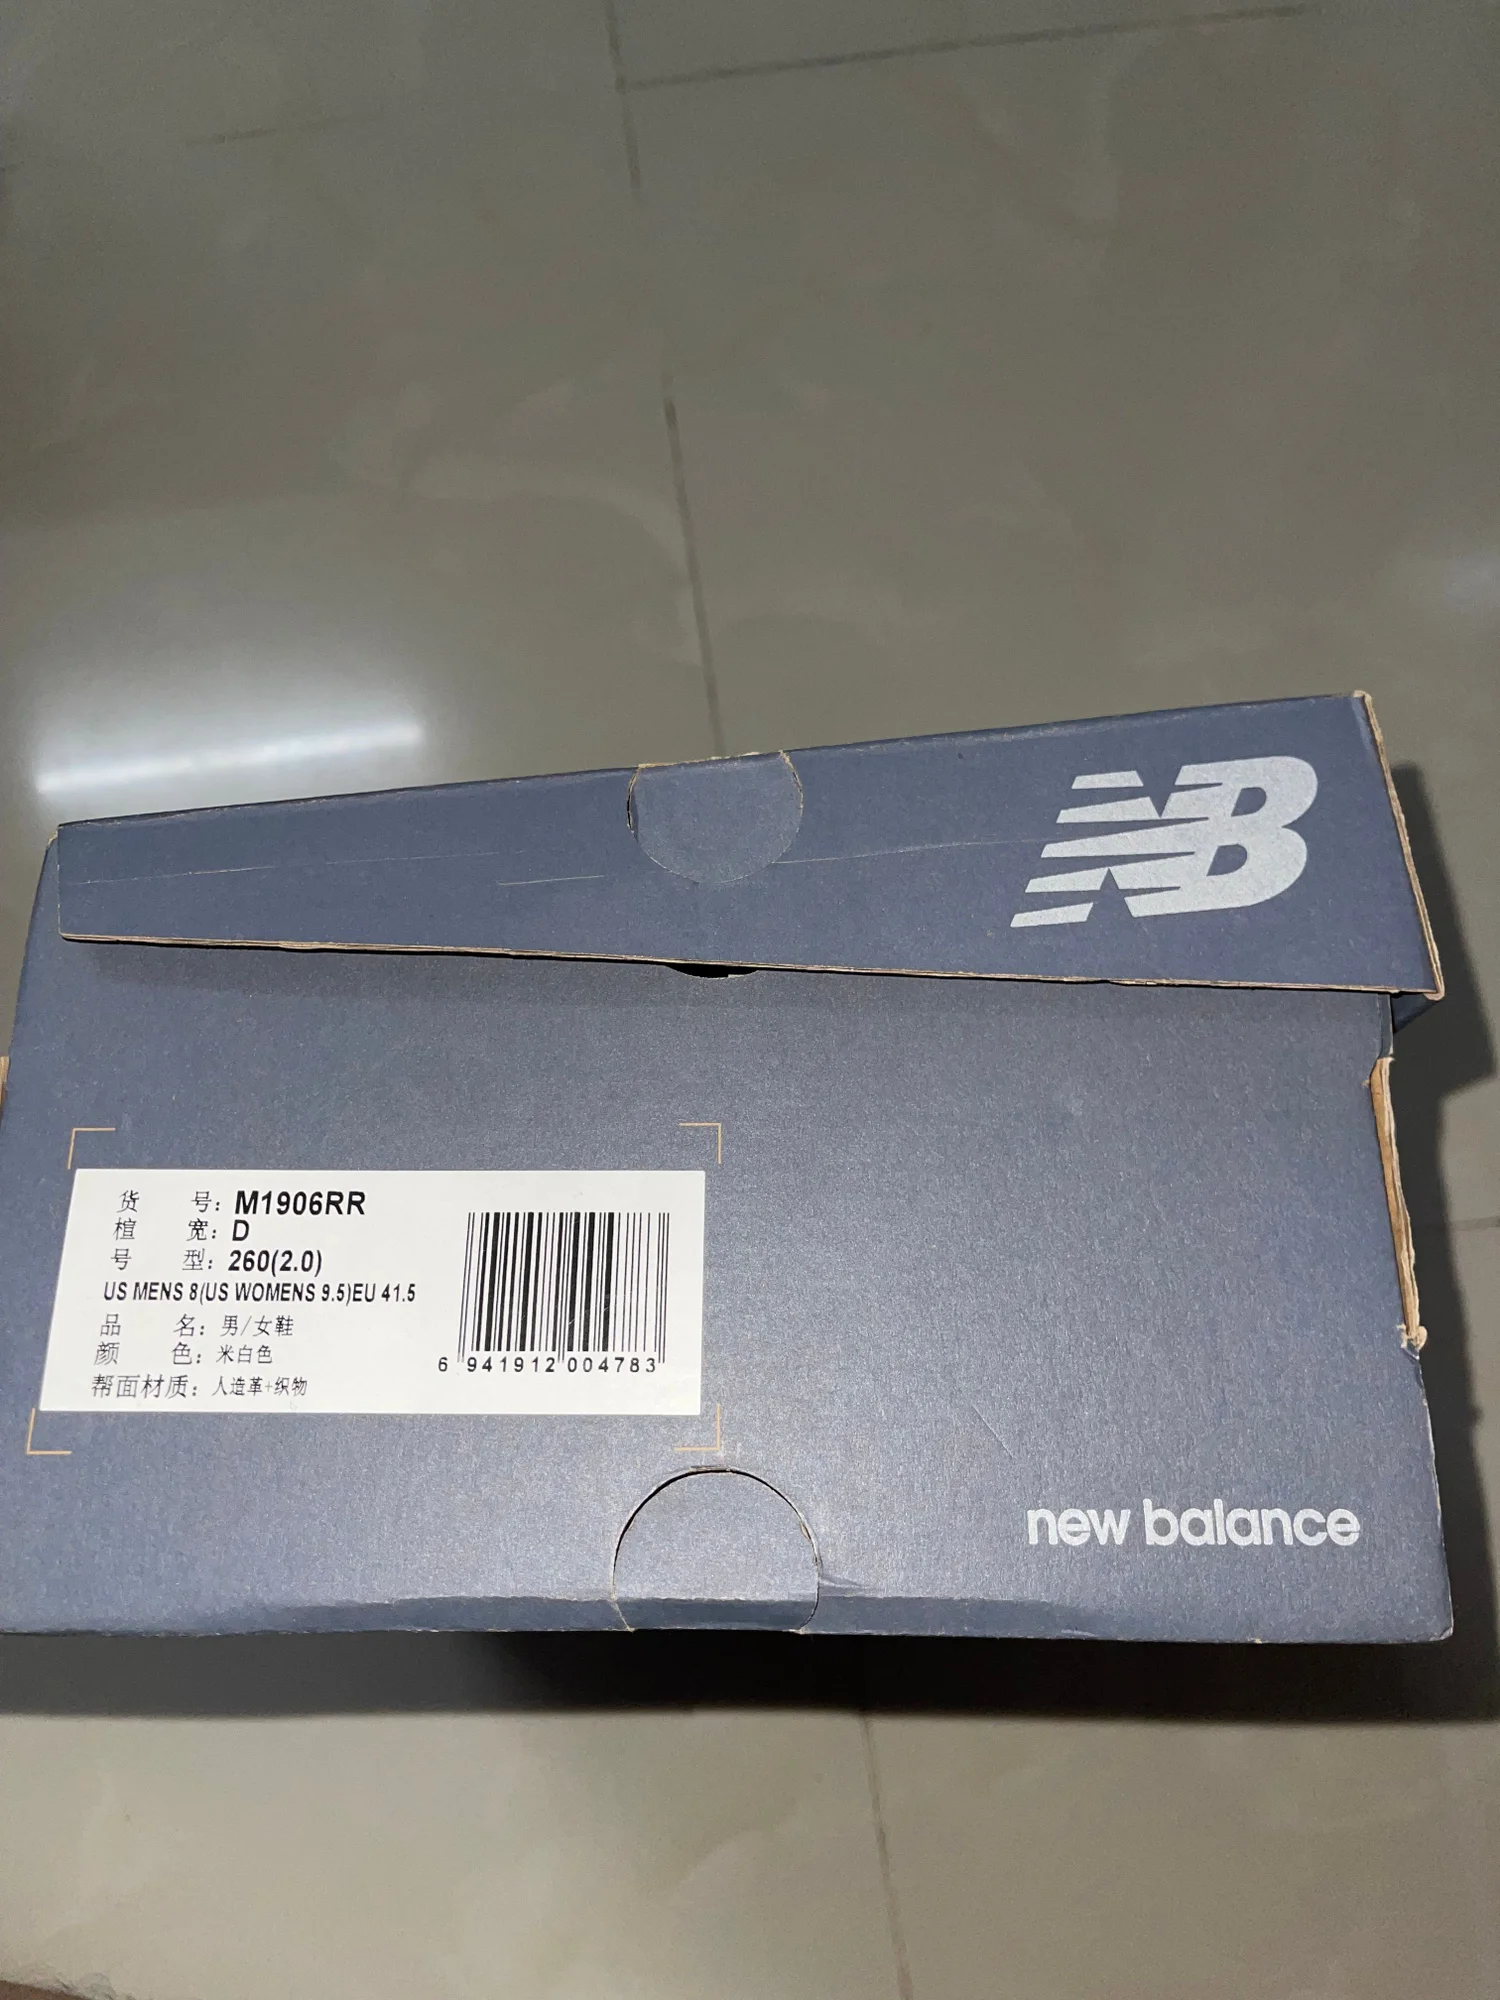 NB
货 号: M1906RR
楦 宽: D
号 型: 260(2.0)
US MENS 8(US WOMENS 9.5)EU 41.5
品 名: 男/女鞋
颜 色: 米白色
帮面材质: 人造革+织物
6 941912 004783
new balance